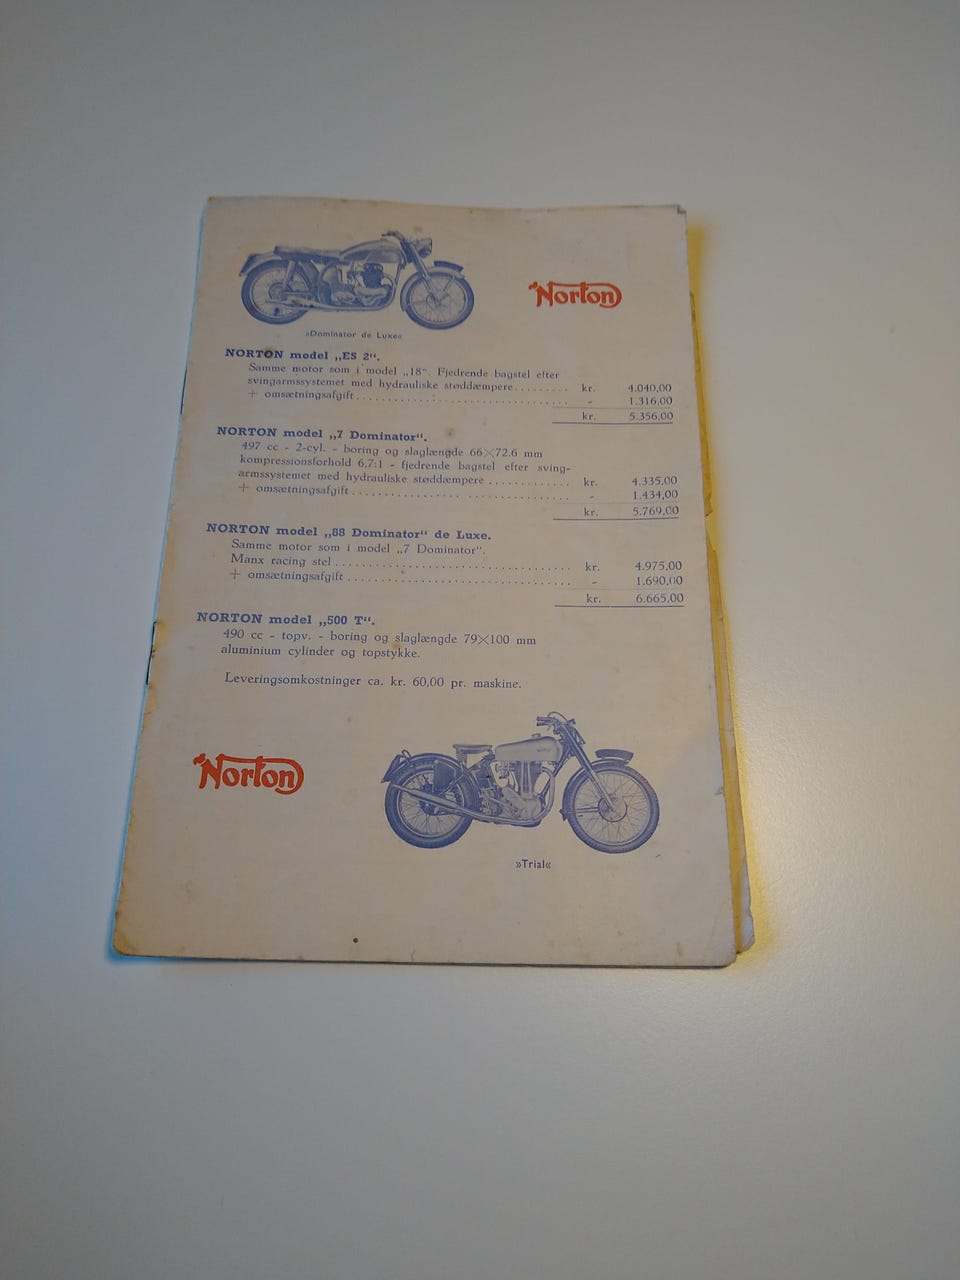 »Dominator de Luxe«
Norton
NORTON model „ES 2“.
Samme motor som i model „18“. Fjedrende bagstel efter
svingarmssystemet med hydrauliske støddæmpere......... kr. 4.040,00
+ omsætningsafgift................................ - 1.316,00
kr. 5.356,00
NORTON model „7 Dominator“.
497 cc - 2-cyl. - boring og slaglængde 66×72.6 mm
kompressionsforhold 6,7:1 - fjedrende bagstel efter sving-
armssystemet med hydrauliske støddæmpere............ kr. 4.335,00
+ omsætningsafgift................................ - 1.434,00
kr. 5.769,00
NORTON model „88 Dominator“ de Luxe.
Samme motor som i model „7 Dominator“.
Manx racing stel................................... kr. 4.975,00
+ omsætningsafgift................................ - 1.690,00
kr. 6.665,00
NORTON model „500 T“.
490 cc - topv. - boring og slaglængde 79×100 mm
aluminium cylinder og topstykke.
Leveringsomkostninger ca. kr. 60,00 pr. maskine.
Norton
»Trial«